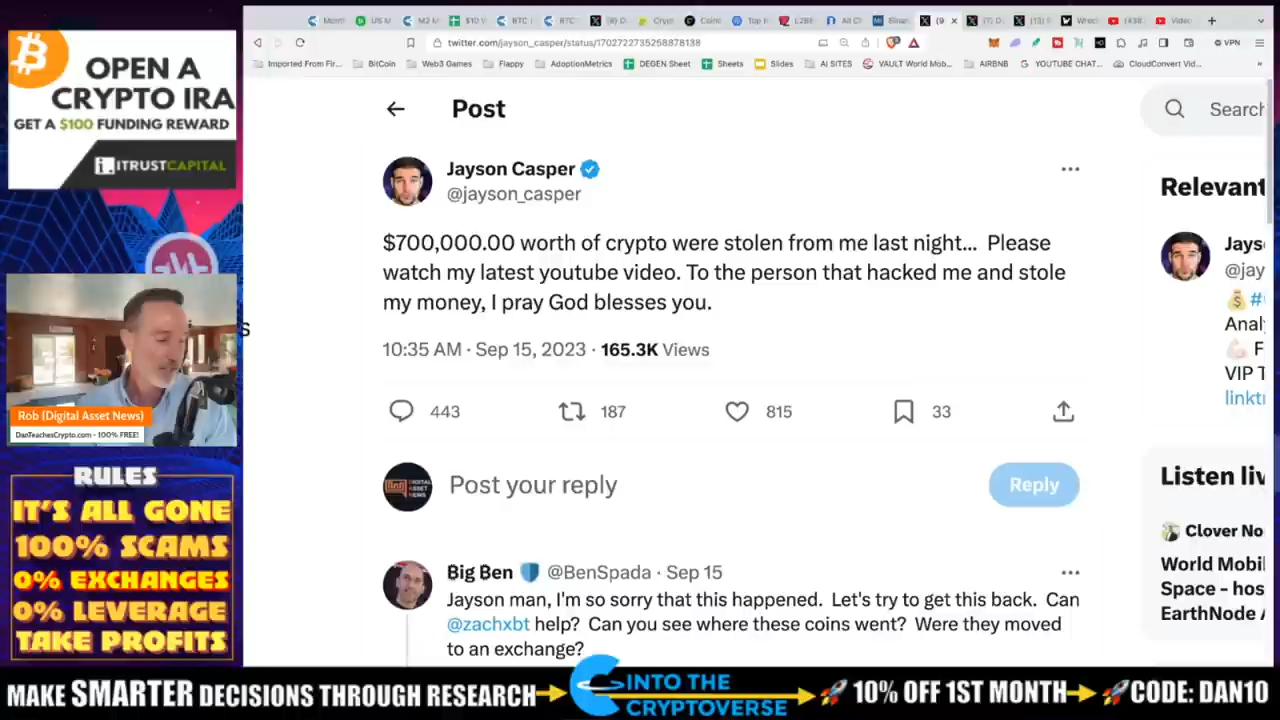 OPEN A
CRYPTO IRA
GET A $100 FUNDING REWARD
ITRUSTCAPITAL
Rob (Digital Asset News)
DanTeachesCrypto.com - 100% FREE!
RULES
IT'S ALL GONE
100% SCAMS
0% EXCHANGES
0% LEVERAGE
TAKE PROFITS
twitter.com/jayson_casper/status/1702722735258878138
VPN
Imported From Fir...
BitCoin
Web3 Games
Flappy
AdoptionMetrics
DEGEN Sheet
Sheets
Slides
AI SITES
VAULT World Mob...
AIRBNB
YOUTUBE CHAT...
CloudConvert Vid...
Post
Search
Jayson Casper
@jayson_casper
$700,000.00 worth of crypto were stolen from me last night... Please
watch my latest youtube video. To the person that hacked me and stole
my money, I pray God blesses you.
10:35 AM · Sep 15, 2023 · 165.3K Views
443
187
815
33
Post your reply
Reply
Big Ben @BenSpada · Sep 15
Jayson man, I'm so sorry that this happened. Let's try to get this back. Can
@zachxbt help? Can you see where these coins went? Were they moved
to an exchange?
Relevant
Jays
@jay
#
Anal
F
VIP T
linktr
Listen liv
Clover No
World Mobil
Space – hos
EarthNode A
MAKE SMARTER DECISIONS THROUGH RESEARCH
INTO THE
CRYPTOVERSE
10% OFF 1ST MONTH
CODE: DAN10